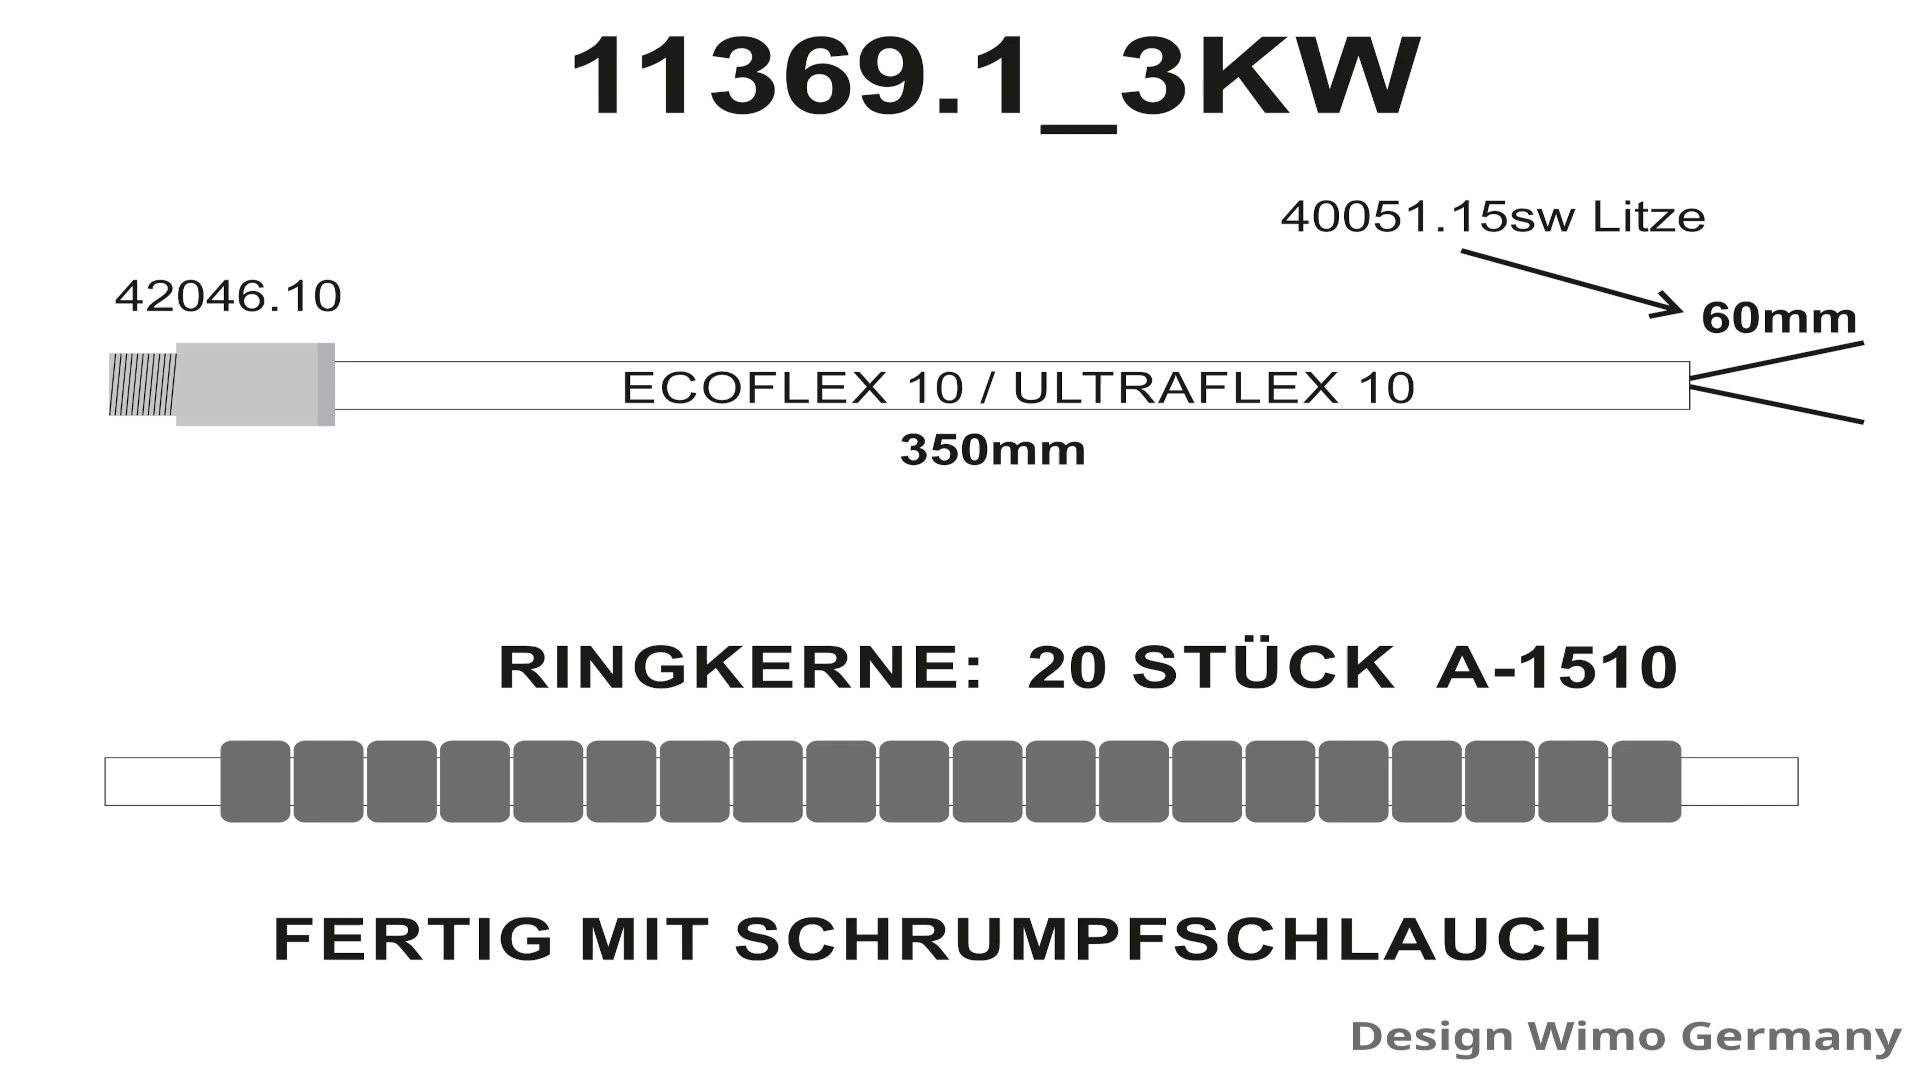 11369.1_3KW
40051.15sw Litze
42046.10
60mm
ECOFLEX 10 / ULTRAFLEX 10
350mm
RINGKERNE: 20 STÜCK A-1510
FERTIG MIT SCHRUMPFSCHLAUCH
Design Wimo Germany